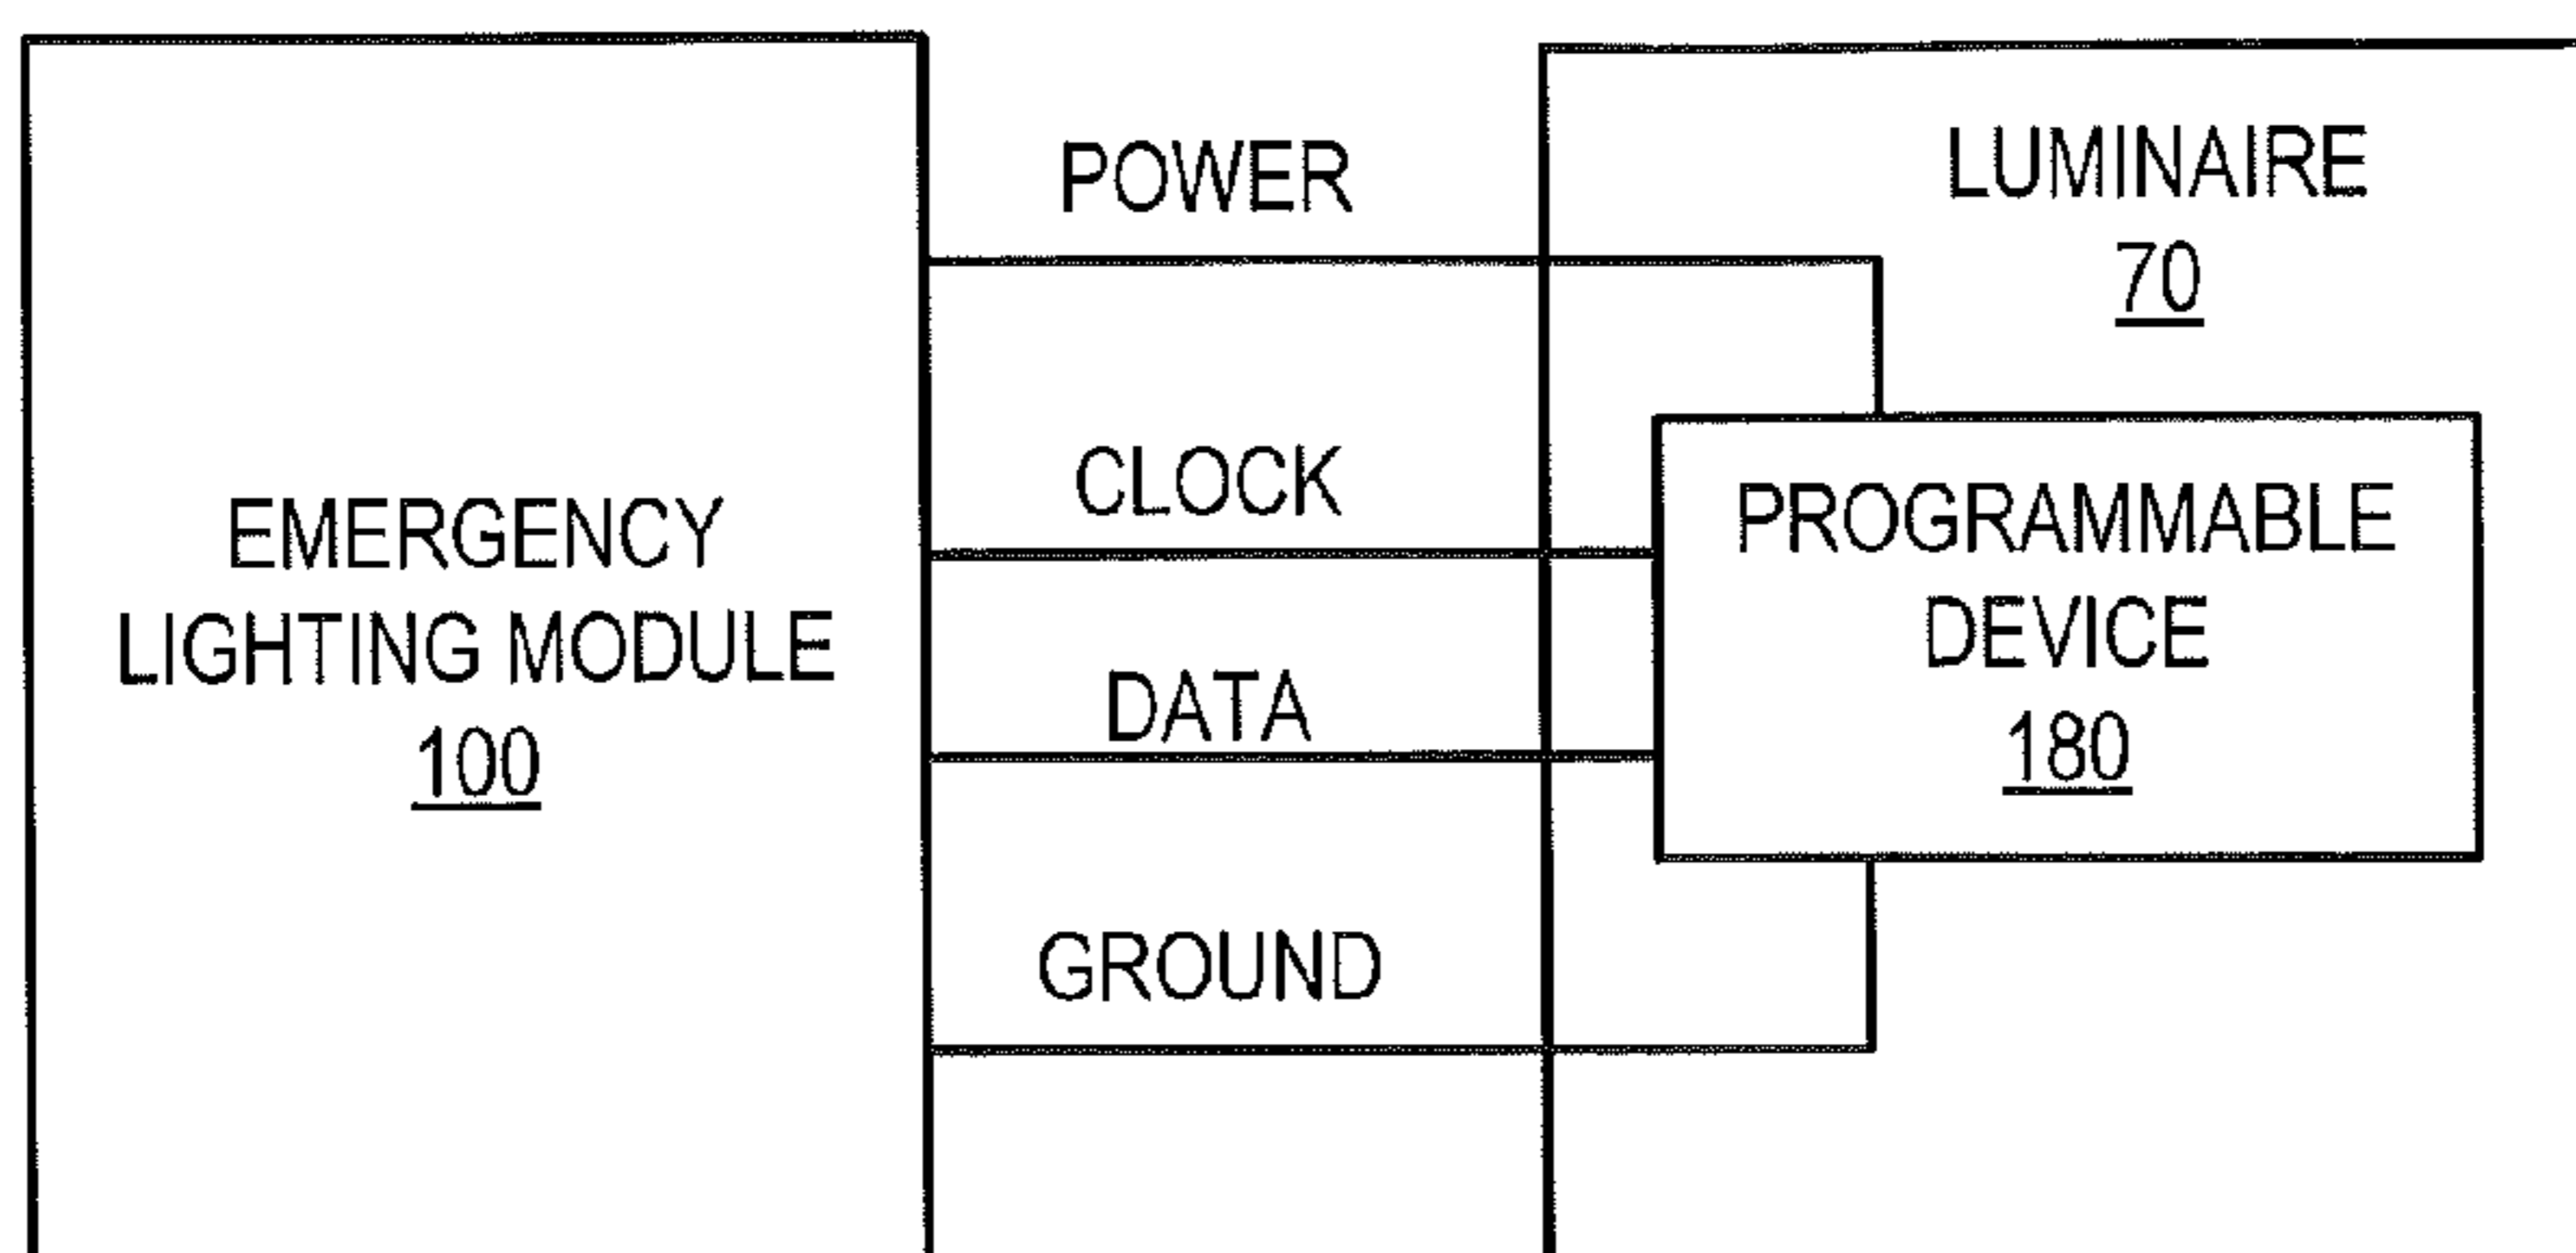 EMERGENCY
LIGHTING MODULE
100
POWER
CLOCK
DATA
GROUND
LUMINAIRE
70
PROGRAMMABLE
DEVICE
180